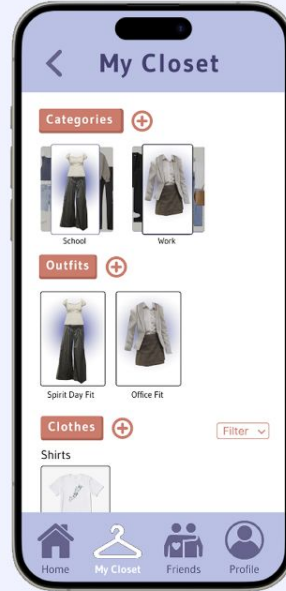 My Closet
Categories
School
Work
Outfits
Spirit Day Fit
Office Fit
Clothes
Filter
Shirts
Home
My Closet
Friends
Profile